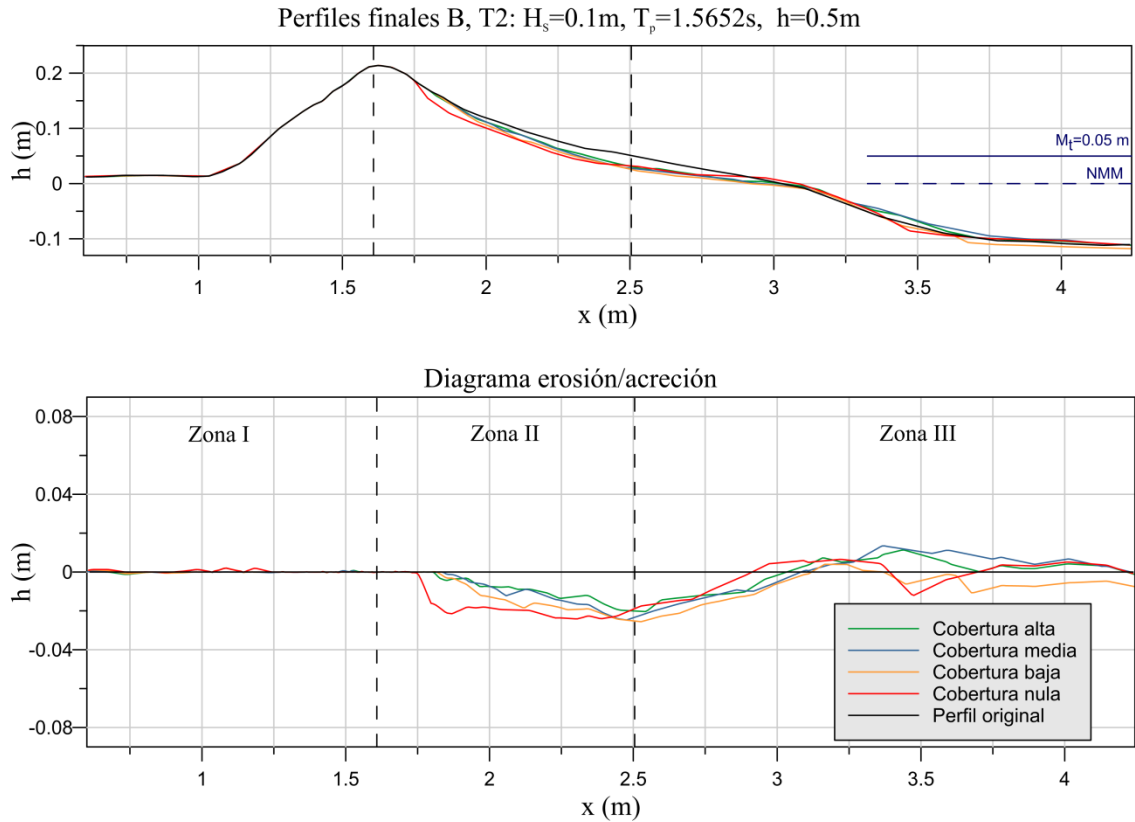 Perfiles finales B, T2: Hₛ=0.1m, Tₚ=1.5652s, h=0.5m
h (m)
0.2
0.1
0
-0.1
Mₜ=0.05 m
NMM
1 1.5 2 2.5 3 3.5 4
x (m)
Diagrama erosión/acreción
h (m)
0.08
0.04
0
-0.04
-0.08
Zona I Zona II Zona III
Cobertura alta
Cobertura media
Cobertura baja
Cobertura nula
Perfil original
1 1.5 2 2.5 3 3.5 4
x (m)